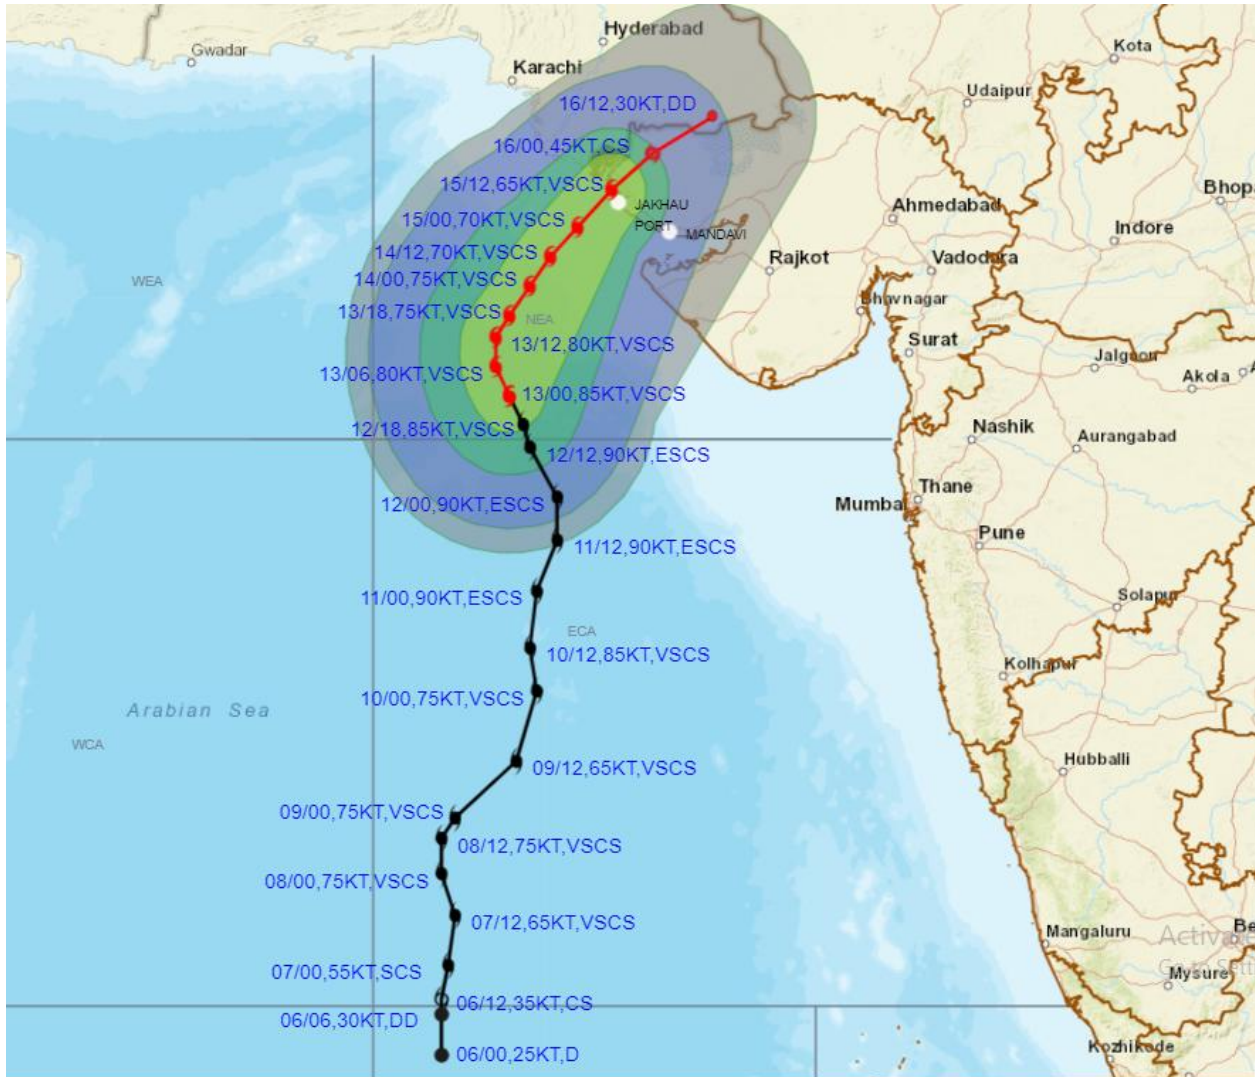 Hyderabad
Kota
Gwadar
Karachi
Udaipur
16/12,30KT,DD
16/00,45KT,CS
15/12,65KT,VSCS
Bhopa
JAKHAU
PORT
MANDAVI
Ahmedabad
15/00,70KT,VSCS
Indore
14/12,70KT,VSCS
Rajkot
Vadodora
WEA
14/00,75KT,VSCS
Bhavnagar
13/18,75KT,VSCS
NEA
13/12,80KT,VSCS
Surat
Jalgaon
13/06,80KT,VSCS
Akola
A
13/00,85KT,VSCS
12/18,85KT,VSCS
Nashik
Aurangabad
12/12,90KT,ESCS
Thane
Mumbai
12/00,90KT,ESCS
Pune
11/12,90KT,ESCS
11/00,90KT,ESCS
Solapur
ECA
10/12,85KT,VSCS
Kolhapur
10/00,75KT,VSCS
Arabian Sea
WCA
Hubballi
09/12,65KT,VSCS
09/00,75KT,VSCS
08/12,75KT,VSCS
08/00,75KT,VSCS
07/12,65KT,VSCS
Mangaluru
Be
Activate
Go to Sett
07/00,55KT,SCS
Mysure
06/12,35KT,CS
06/06,30KT,DD
Kozhikode
06/00,25KT,D